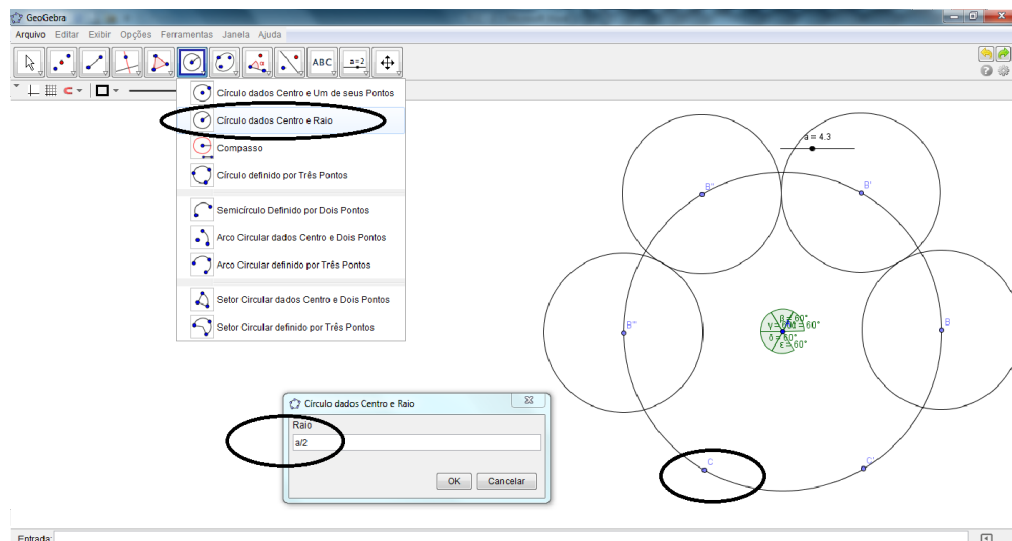 GeoGebra
Arquivo Editar Exibir Opções Ferramentas Janela Ajuda
ABC
a=2
Círculo dados Centro e Um de seus Pontos
Círculo dados Centro e Raio
Compasso
Círculo definido por Três Pontos
Semicírculo Definido por Dois Pontos
Arco Circular dados Centro e Dois Pontos
Arco Circular definido por Três Pontos
Setor Circular dados Centro e Dois Pontos
Setor Circular definido por Três Pontos
a = 4.3
B''
B'
B'''
B
β = 60°
δ = 60°
ε = 60°
C
C'
Círculo dados Centro e Raio
Raio
a/2
OK Cancelar
Entrada: